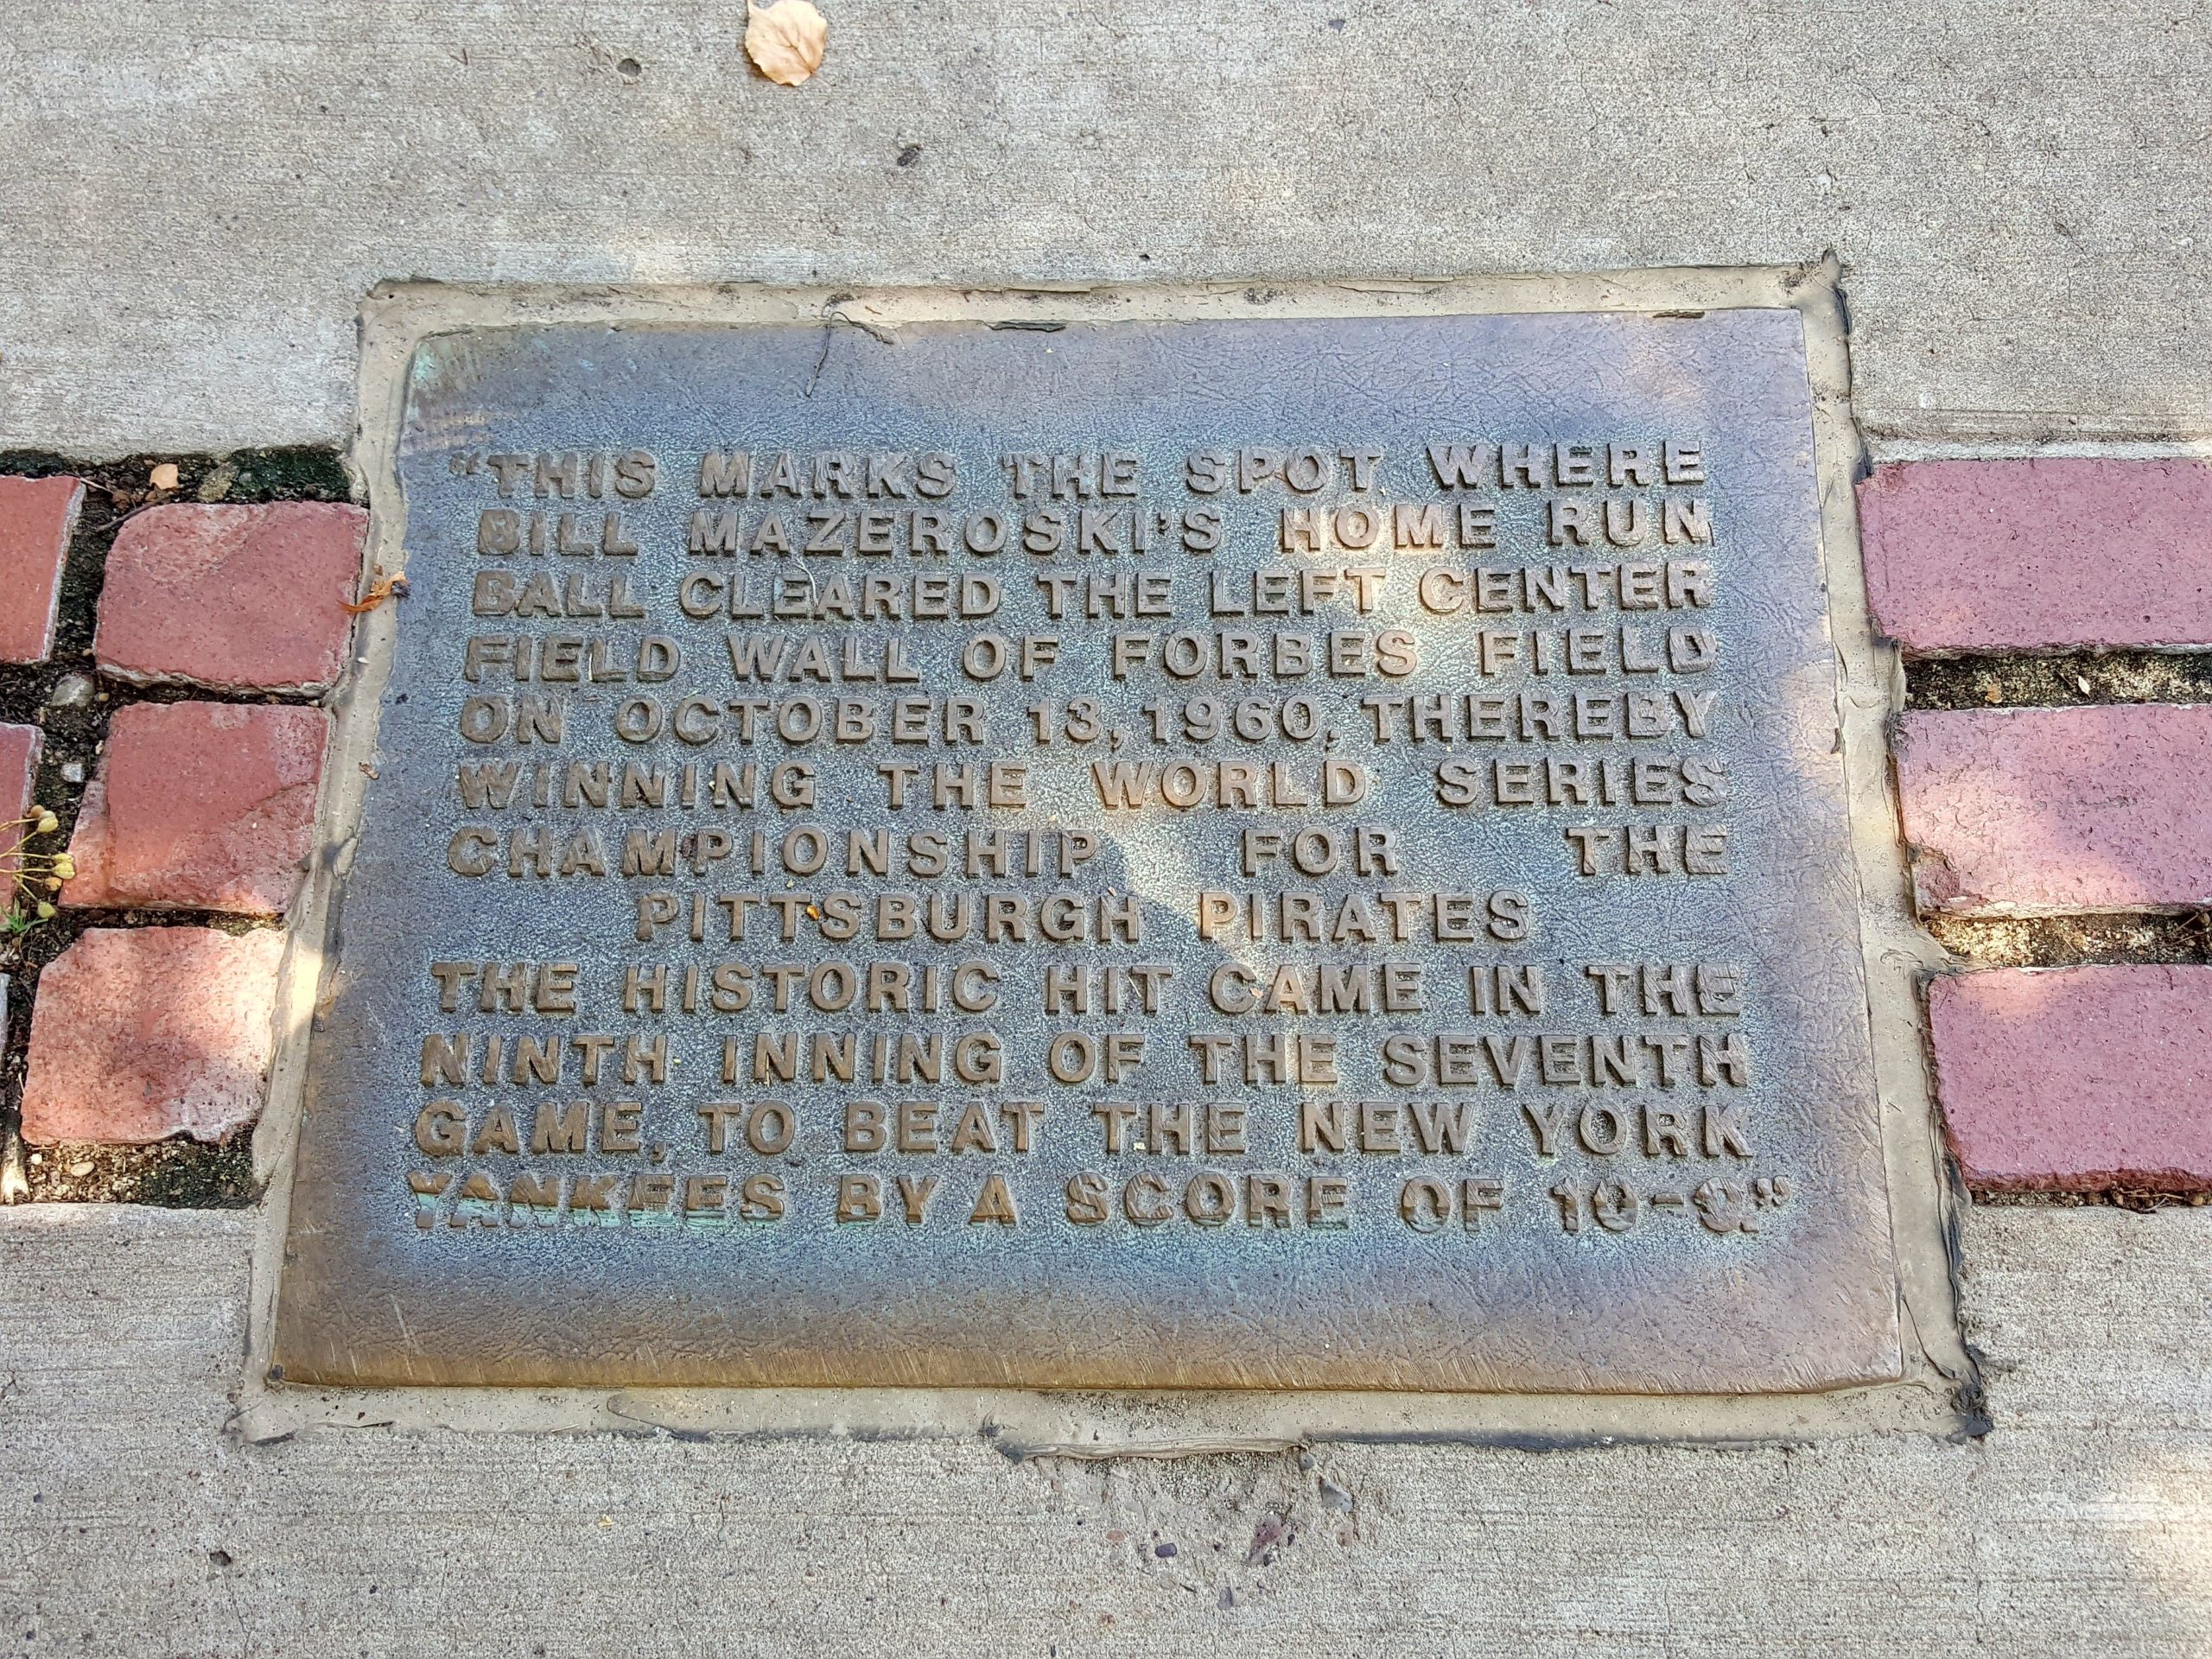 “THIS MARKS THE SPOT WHERE
BILL MAZEROSKI’S HOME RUN
BALL CLEARED THE LEFT CENTER
FIELD WALL OF FORBES FIELD
ON OCTOBER 13, 1960, THEREBY
WINNING THE WORLD SERIES
CHAMPIONSHIP FOR THE
PITTSBURGH PIRATES
THE HISTORIC HIT CAME IN THE
NINTH INNING OF THE SEVENTH
GAME, TO BEAT THE NEW YORK
YANKEES BY A SCORE OF 10-9”